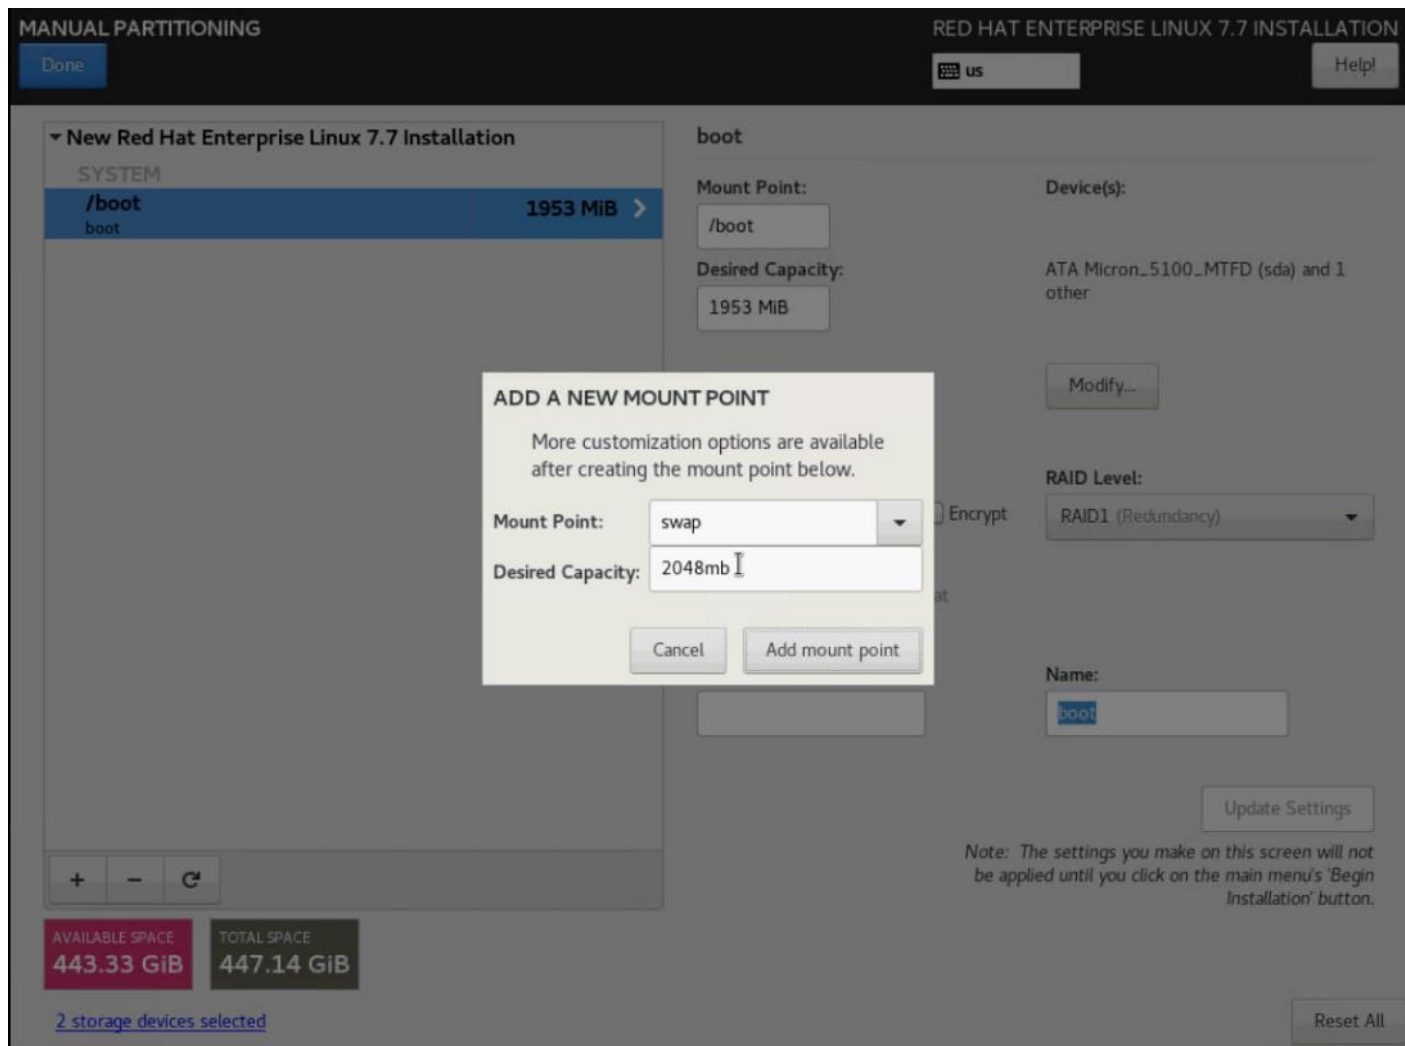 MANUAL PARTITIONING
RED HAT ENTERPRISE LINUX 7.7 INSTALLATION
Done
us
Help!
New Red Hat Enterprise Linux 7.7 Installation
SYSTEM
/boot
1953 MiB
boot
boot
Mount Point:
Device(s):
/boot
Desired Capacity:
ATA Micron_5100_MTFD (sda) and 1
other
1953 MiB
Modify...
ADD A NEW MOUNT POINT
More customization options are available
after creating the mount point below.
Mount Point:
swap
Desired Capacity:
2048mb
Cancel
Add mount point
RAID Level:
Encrypt
RAID1 (Redundancy)
at
Name:
boot
Update Settings
Note: The settings you make on this screen will not
be applied until you click on the main menu's 'Begin
Installation' button.
+ −
AVAILABLE SPACE
443.33 GiB
TOTAL SPACE
447.14 GiB
2 storage devices selected
Reset All